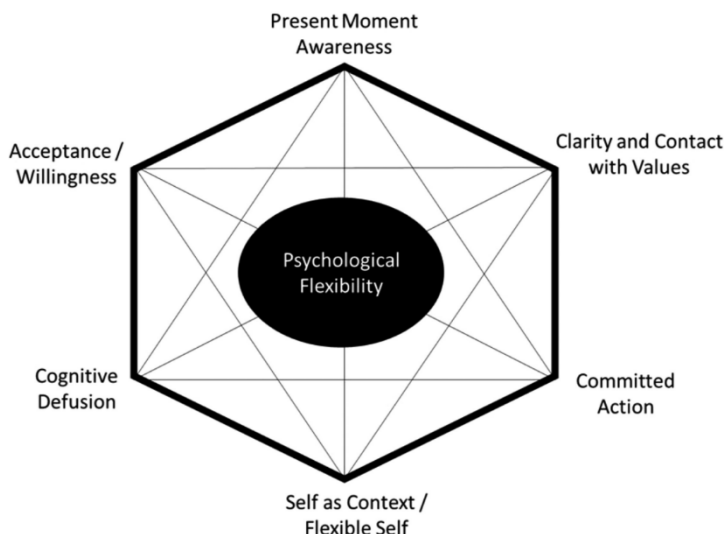 Present Moment
Awareness
Acceptance /
Willingness
Clarity and Contact
with Values
Psychological
Flexibility
Cognitive
Defusion
Committed
Action
Self as Context /
Flexible Self